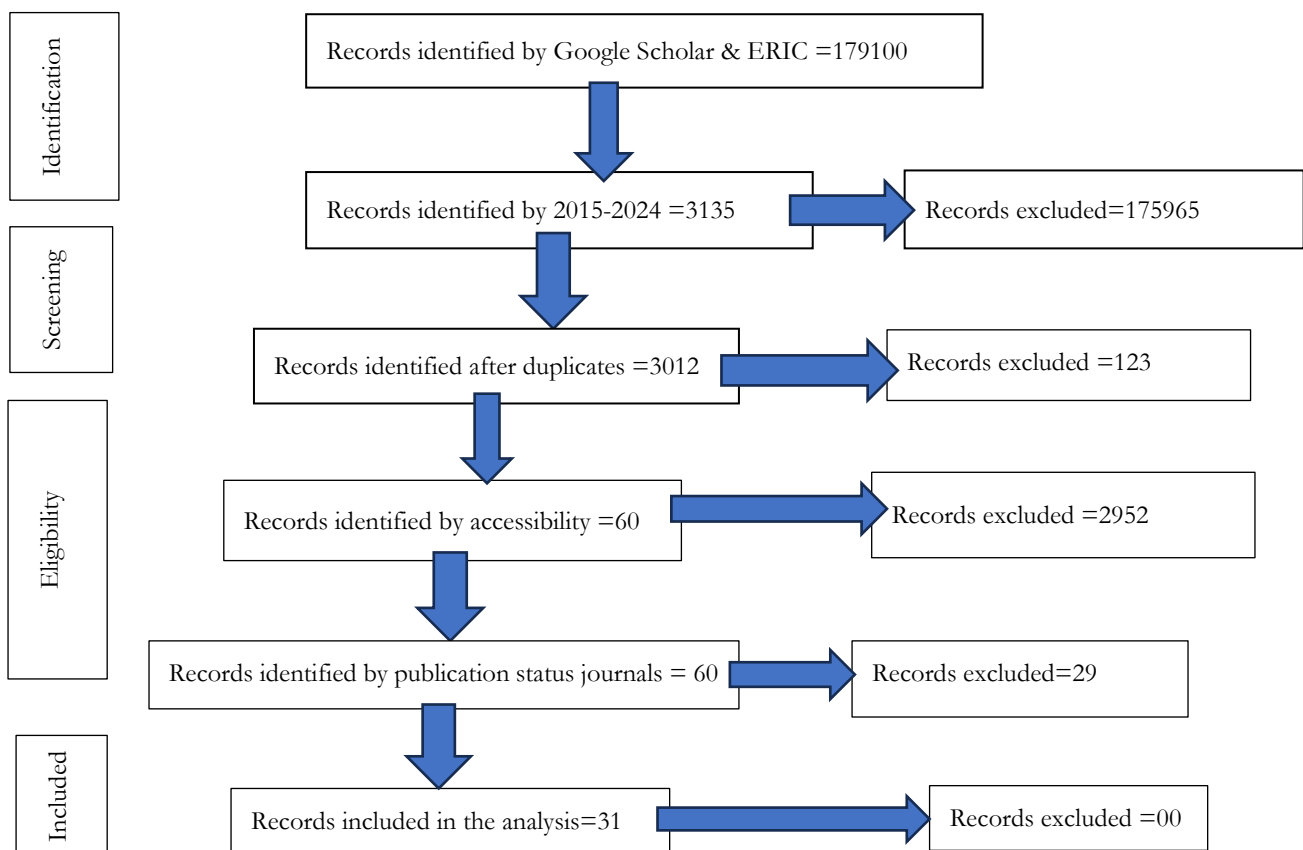 Identification
Records identified by Google Scholar & ERIC =179100
Records identified by 2015-2024 =3135
Records excluded=175965
Screening
Records identified after duplicates =3012
Records excluded =123
Eligibility
Records identified by accessibility =60
Records excluded =2952
Records identified by publication status journals = 60
Records excluded=29
Included
Records included in the analysis=31
Records excluded =00